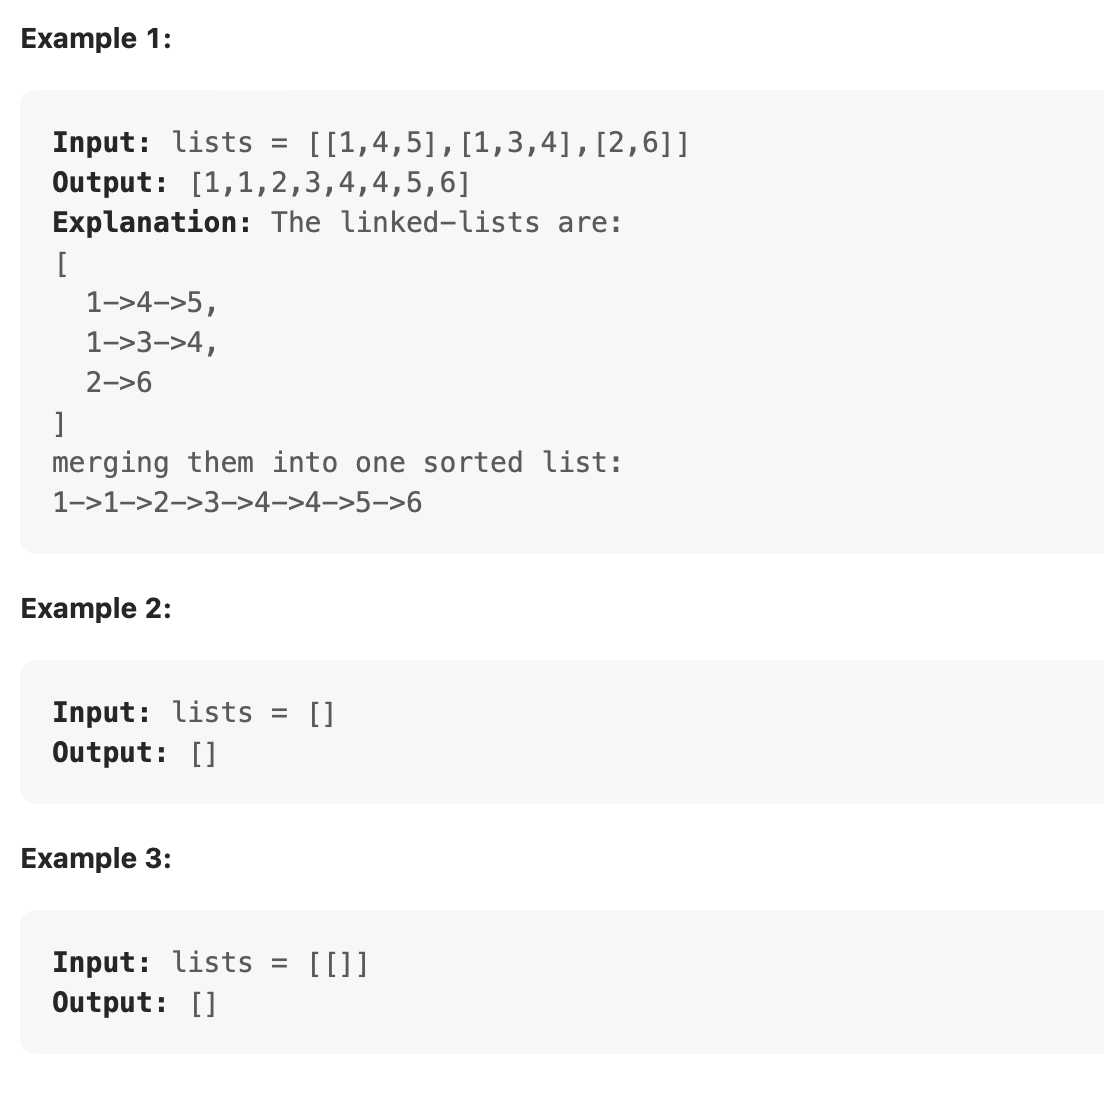 Example 1:
Input: lists = [[1,4,5],[1,3,4],[2,6]]
Output: [1,1,2,3,4,4,5,6]
Explanation: The linked-lists are:
[
  1->4->5,
  1->3->4,
  2->6
]
merging them into one sorted list:
1->1->2->3->4->4->5->6
Example 2:
Input: lists = []
Output: []
Example 3:
Input: lists = [[]]
Output: []